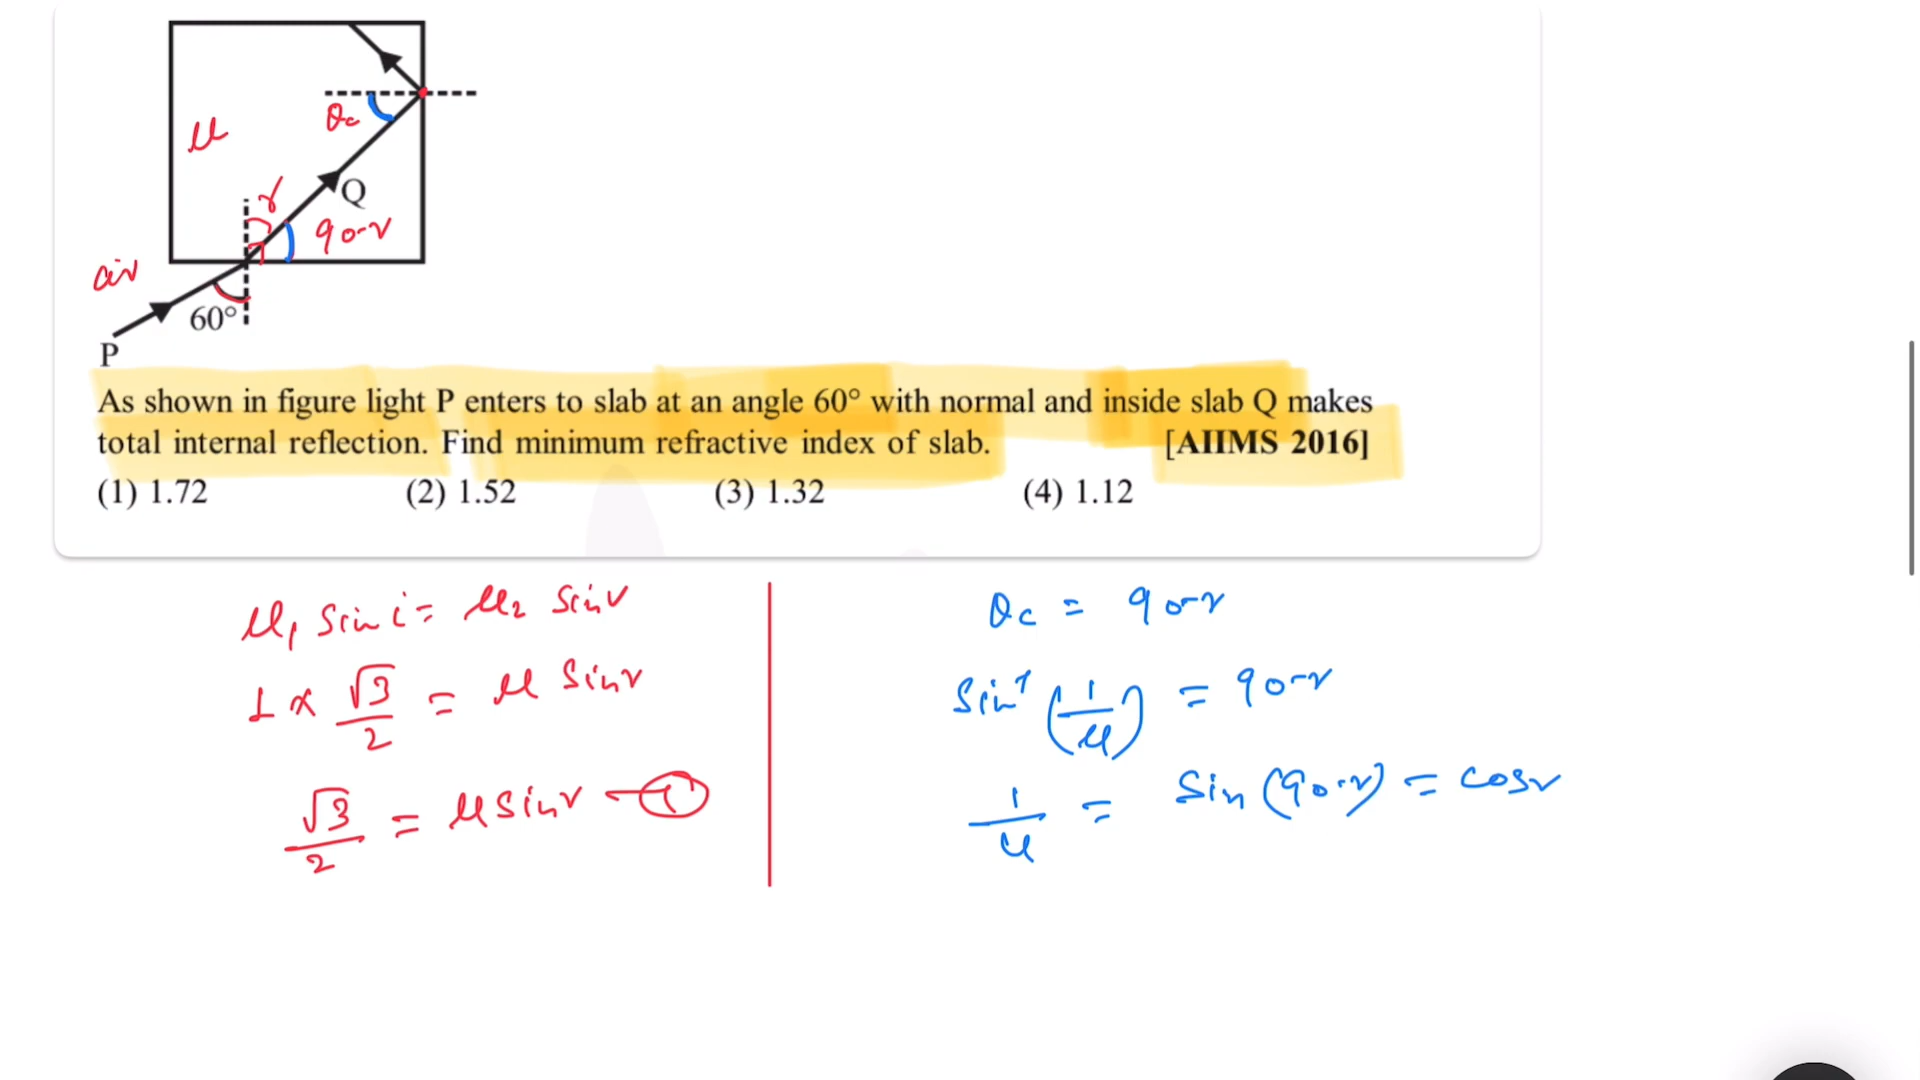 μ
θc
r
Q
90-r
air
60°
P
As shown in figure light P enters to slab at an angle 60° with normal and inside slab Q makes
total internal reflection. Find minimum refractive index of slab. [AIIMS 2016]
(1) 1.72 (2) 1.52 (3) 1.32 (4) 1.12
μ₁ sin i = μ₂ sin r
1 × √3/2 = μ sin r
√3/2 = μ sin r — ①
θc = 90-r
sin⁻¹ (1/μ) = 90-r
1/μ = sin (90-r) = cos r